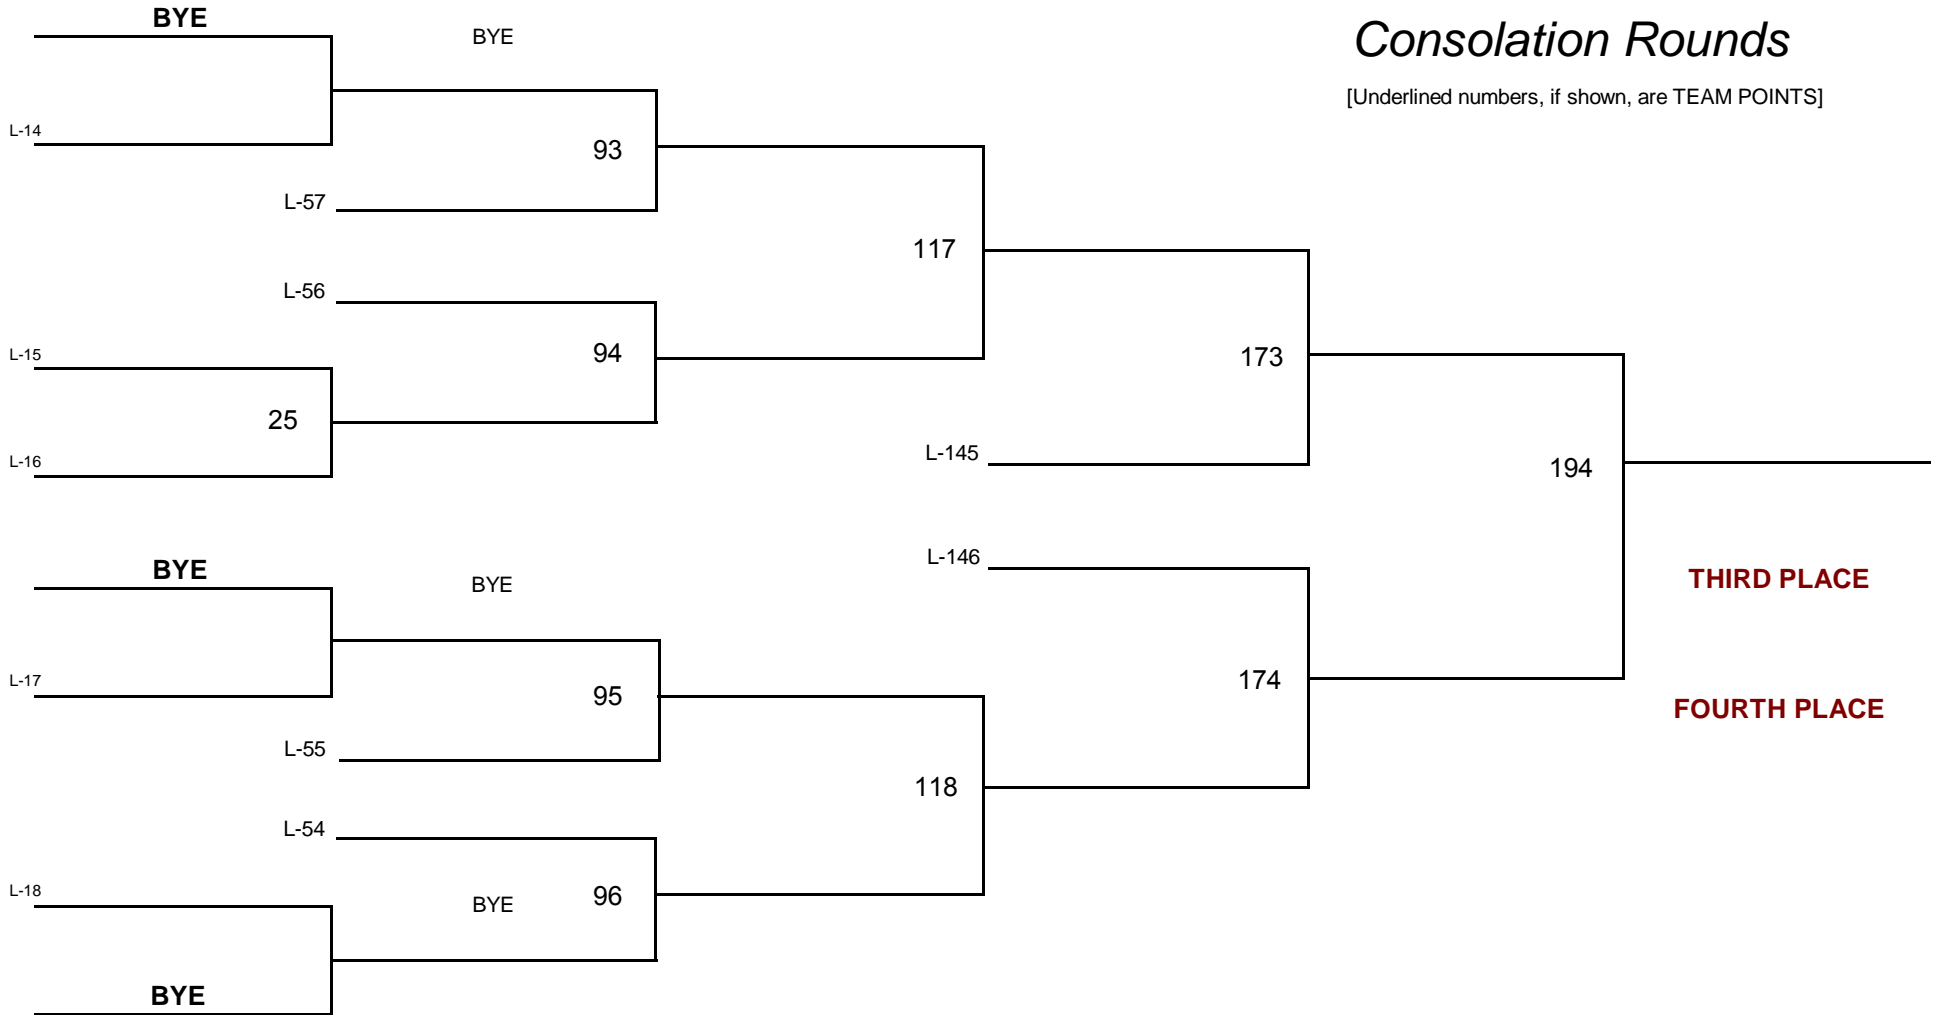 BYE
BYE
Consolation Rounds
[Underlined numbers, if shown, are TEAM POINTS]
L-14
93
L-57
117
L-56
L-15
94
173
25
L-16
L-145
194
BYE
BYE
L-146
THIRD PLACE
L-17
95
174
FOURTH PLACE
L-55
118
L-54
L-18
BYE
96
BYE